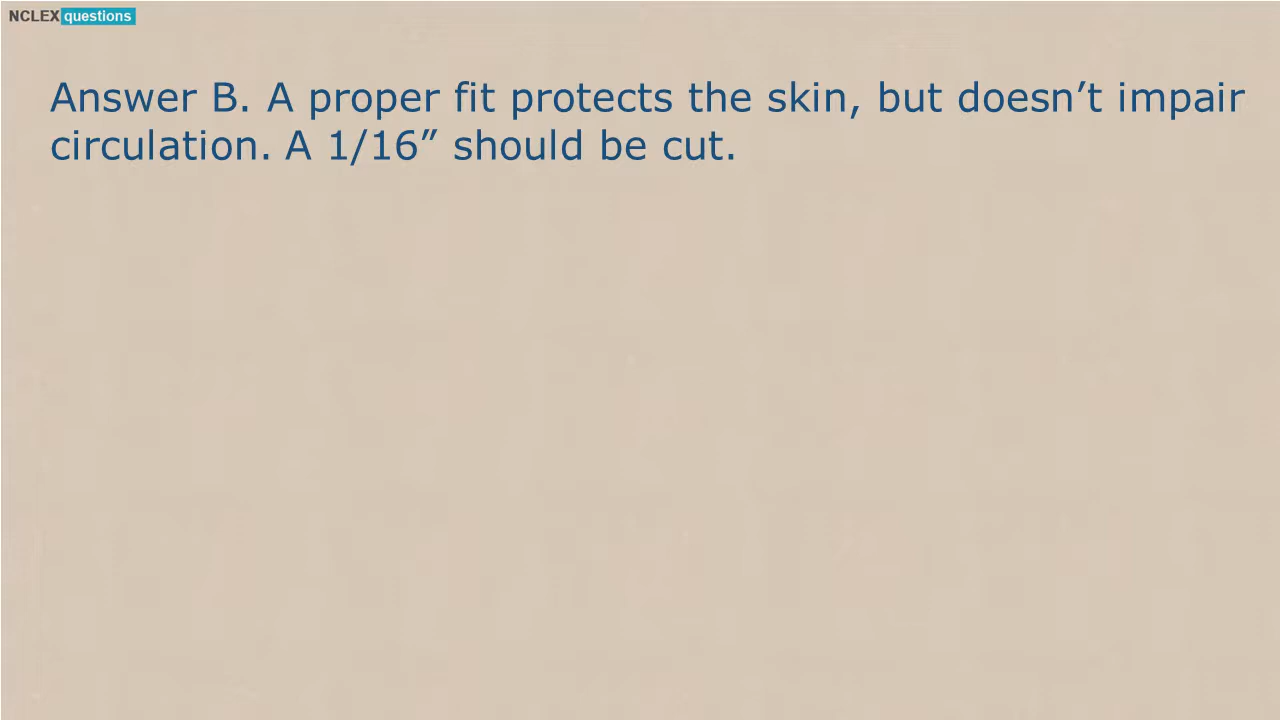 NCLEX questions
Answer B. A proper fit protects the skin, but doesn’t impair
circulation. A 1/16” should be cut.